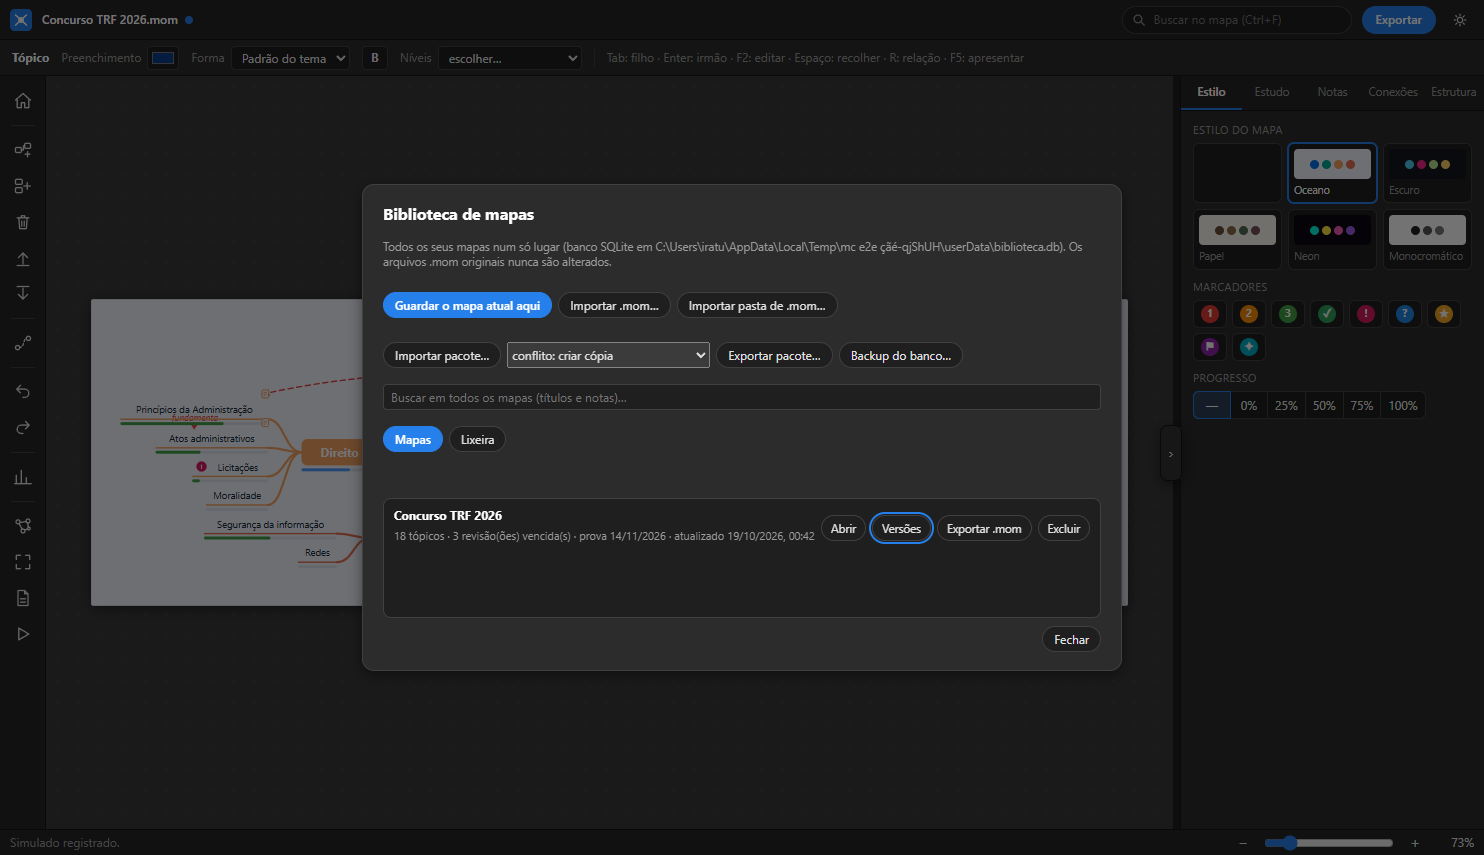 Concurso TRF 2026.mom
Buscar no mapa (Ctrl+F)
Exportar
Tópico Preenchimento Forma Padrão do tema B Níveis escolher... Tab: filho · Enter: irmão · F2: editar · Espaço: recolher · R: relação · F5: apresentar
Estilo Estudo Notas Conexões Estrutura
ESTILO DO MAPA
Oceano
Escuro
Papel
Neon
Monocromático
MARCADORES
1 2 3 ✓ ! ? ★
PROGRESSO
— 0% 25% 50% 75% 100%
Princípios da Administração
fundamenta
Atos administrativos
Licitações
Moralidade
Segurança da informação
Redes
Direito
Biblioteca de mapas
Todos os seus mapas num só lugar (banco SQLite em C:\Users\iratu\AppData\Local\Temp\mc e2e çãé-qjShUH\userData\biblioteca.db). Os
arquivos .mom originais nunca são alterados.
Guardar o mapa atual aqui Importar .mom... Importar pasta de .mom...
Importar pacote... conflito: criar cópia Exportar pacote... Backup do banco...
Buscar em todos os mapas (títulos e notas)...
Mapas Lixeira
Concurso TRF 2026
18 tópicos · 3 revisão(ões) vencida(s) · prova 14/11/2026 · atualizado 19/10/2026, 00:42
Abrir Versões Exportar .mom Excluir
Fechar
Simulado registrado.
− + 73%